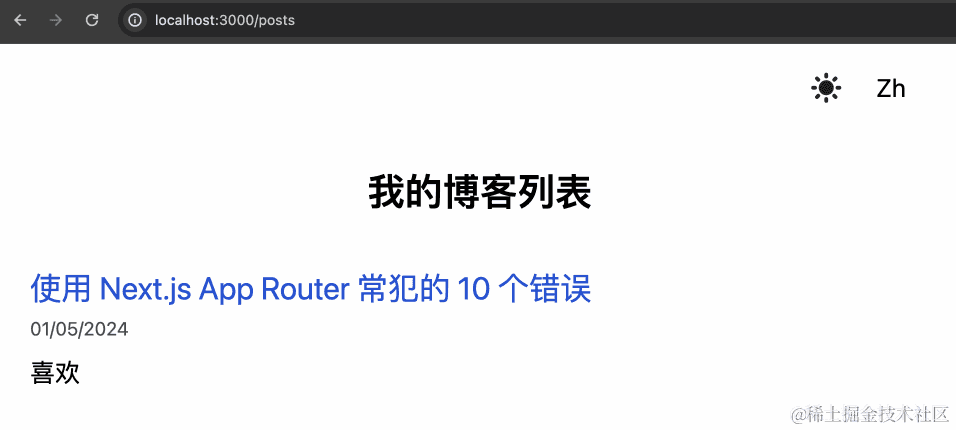 localhost:3000/posts
Zh
我的博客列表
使用 Next.js App Router 常犯的 10 个错误
01/05/2024
喜欢
@稀土掘金技术社区